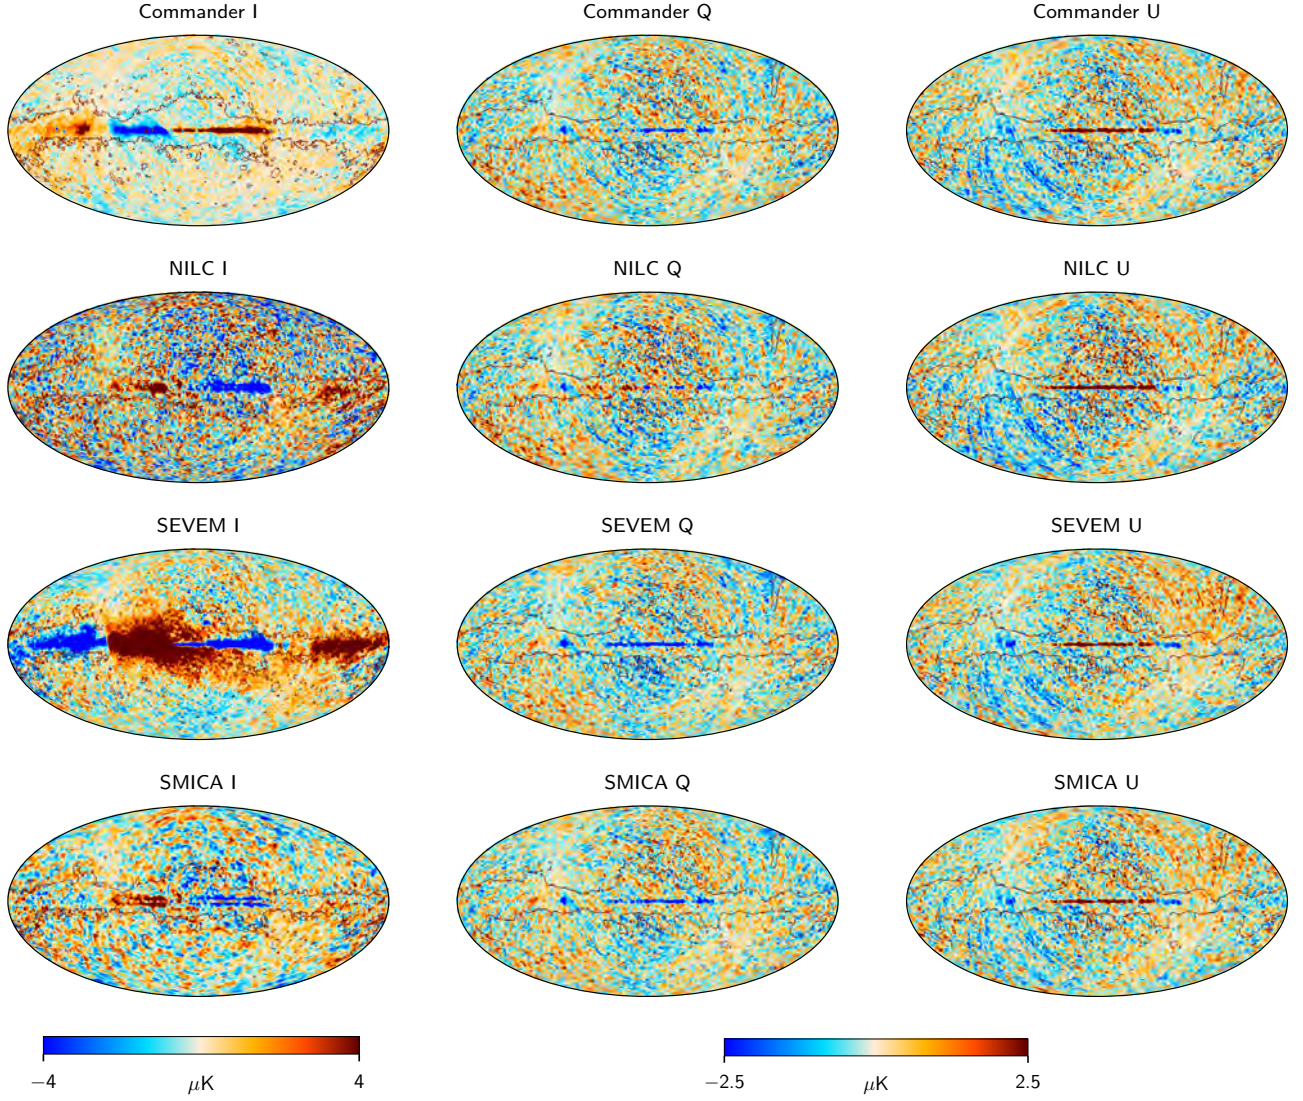 Commander I Commander Q Commander U
NILC I NILC Q NILC U
SEVEM I SEVEM Q SEVEM U
SMICA I SMICA Q SMICA U
−4 μK 4 −2.5 μK 2.5